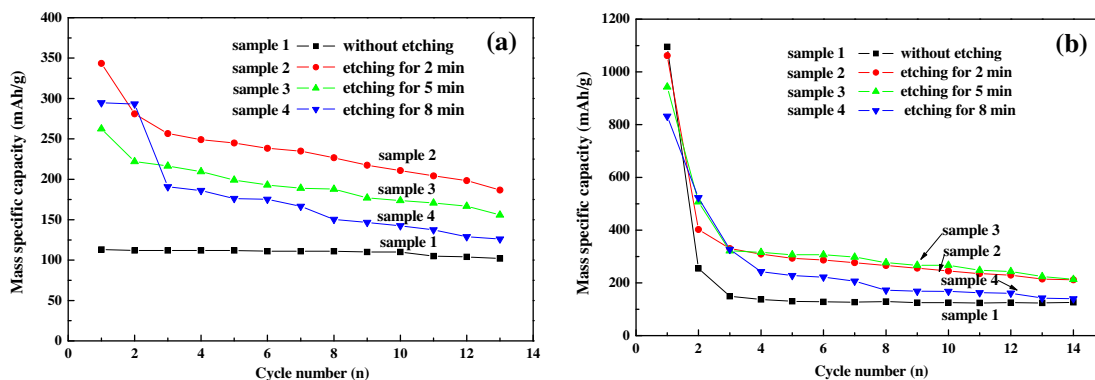 400
350
300
250
200
150
100
50
0
Mass specific capacity (mAh/g)
(a)
sample 1 without etching
sample 2 etching for 2 min
sample 3 etching for 5 min
sample 4 etching for 8 min
sample 2
sample 3
sample 4
sample 1
0 2 4 6 8 10 12 14
Cycle number (n)
1200
1000
800
600
400
200
0
Mass specific capacity (mAh/g)
(b)
sample 1 without etching
sample 2 etching for 2 min
sample 3 etching for 5 min
sample 4 etching for 8 min
sample 3
sample 2
sample 4
sample 1
0 2 4 6 8 10 12 14
Cycle number (n)